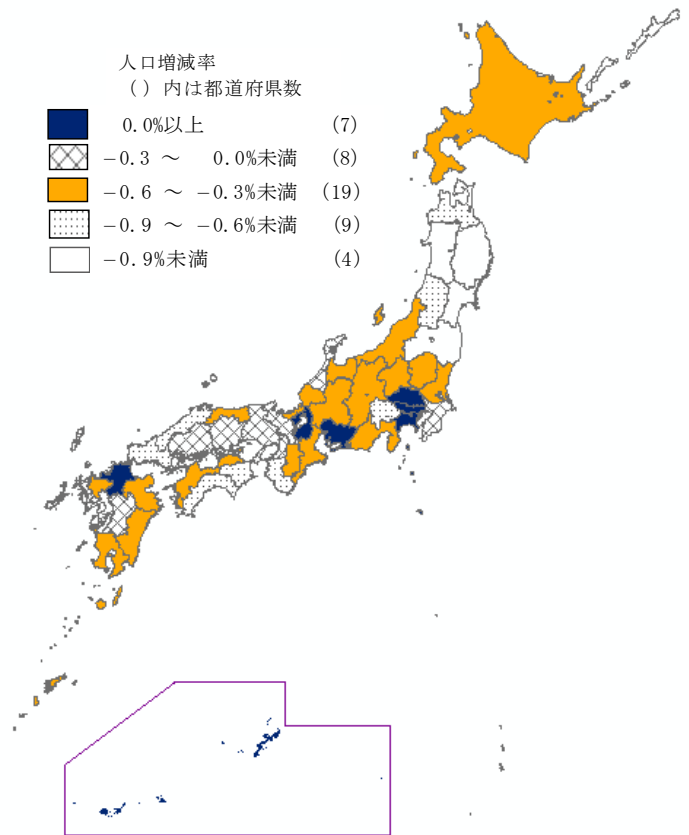 人口増減率
（ ）内は都道府県数
0.0%以上 (7)
−0.3 ～ 0.0%未満 (8)
−0.6 ～ −0.3%未満 (19)
−0.9 ～ −0.6%未満 (9)
−0.9%未満 (4)